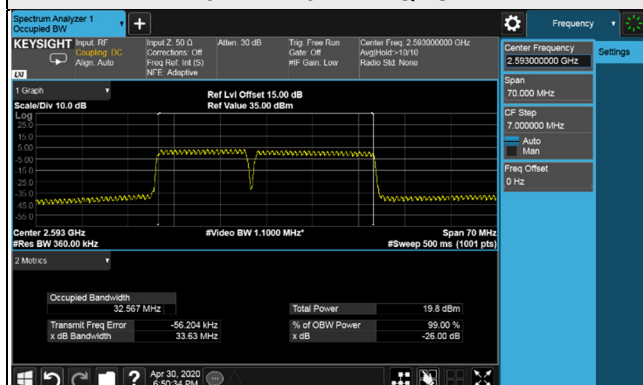 Spectrum Analyzer 1
Occupied BW
Frequency
KEYSIGHT
Input: RF
Coupling: DC
Align: Auto
Input Z: 50 Ω
Corrections: Off
Freq Ref: Int (S)
NFE: Adaptive
Atten: 30 dB
Trig: Free Run
Gate: Off
#IF Gain: Low
Center Freq: 2.593000000 GHz
Avg|Hold:>10/10
Radio Std: None
LXI
Center Frequency
2.593000000 GHz
Settings
Span
70.000 MHz
CF Step
7.000000 MHz
Auto
Man
Freq Offset
0 Hz
1 Graph
Scale/Div 10.0 dB
Ref Lvl Offset 15.00 dB
Ref Value 35.00 dBm
Log
25.0
15.0
5.00
-5.00
-15.0
-25.0
-35.0
-45.0
-55.0
Center 2.593 GHz
#Res BW 360.00 kHz
#Video BW 1.1000 MHz*
Span 70 MHz
#Sweep 500 ms (1001 pts)
2 Metrics
Occupied Bandwidth
32.567 MHz
Total Power 19.8 dBm
Transmit Freq Error -56.204 kHz
% of OBW Power 99.00 %
x dB Bandwidth 33.63 MHz
x dB -26.00 dB
?
Apr 30, 2020
6:50:34 PM